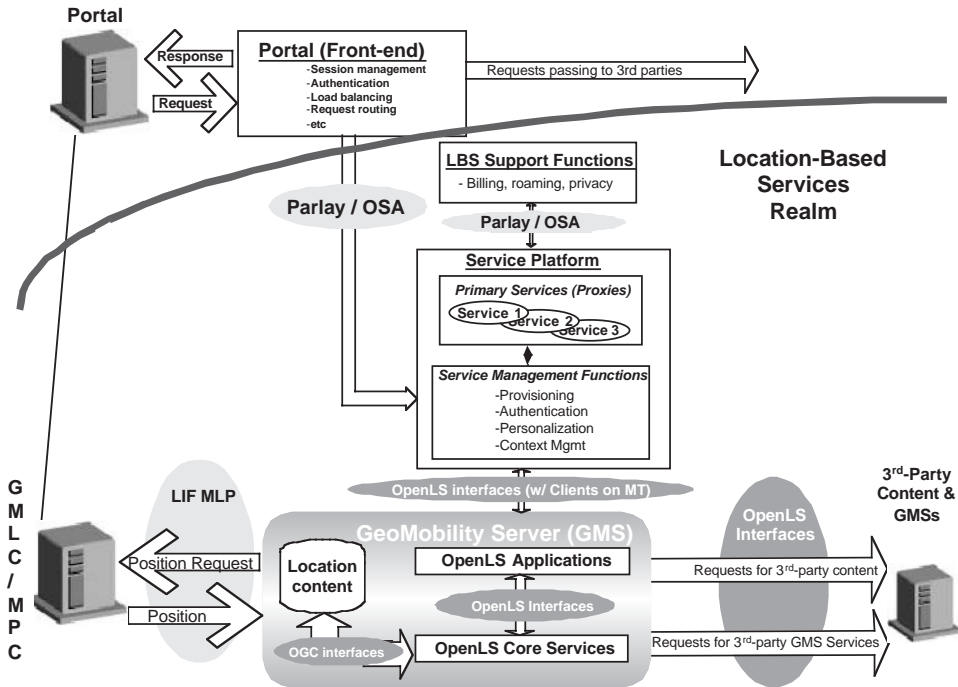 Portal
Response
Request
Portal (Front-end)
-Session management
-Authentication
-Load balancing
-Request routing
-etc
Requests passing to 3rd parties
LBS Support Functions
- Billing, roaming, privacy
Location-Based
Services
Realm
Parlay / OSA
Parlay / OSA
Service Platform
Primary Services (Proxies)
Service 1
Service 2
Service 3
Service Management Functions
-Provisioning
-Authentication
-Personalization
-Context Mgmt
GMLC/MPC
LIF MLP
Position Request
Position
OpenLS interfaces (w/ Clients on MT)
GeoMobility Server (GMS)
Location
content
OpenLS Applications
OpenLS Interfaces
OGC interfaces
OpenLS Core Services
OpenLS
Interfaces
Requests for 3rd-party content
Requests for 3rd-party GMS Services
3rd-Party
Content &
GMSs